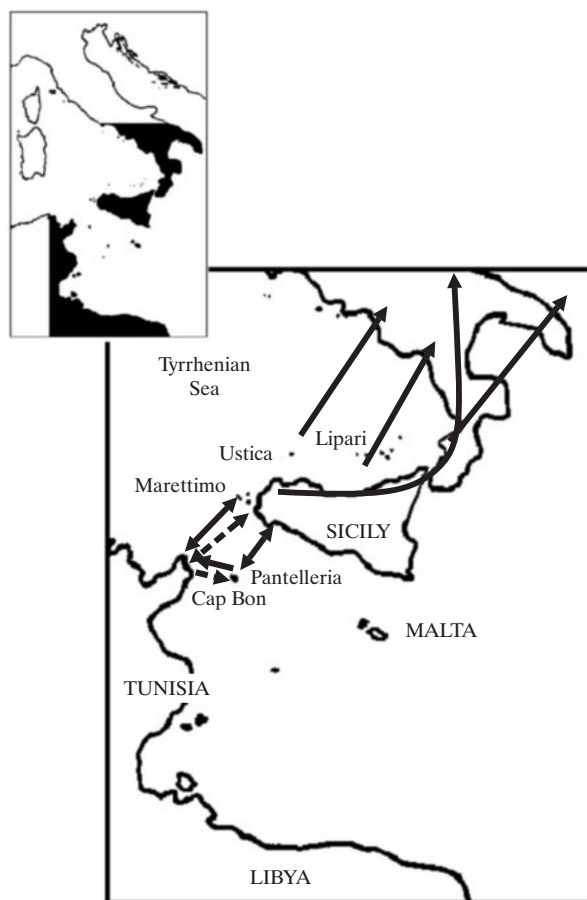 Tyrrhenian
Sea
Ustica
Lipari
Marettimo
SICILY
Pantelleria
Cap Bon
MALTA
TUNISIA
LIBYA